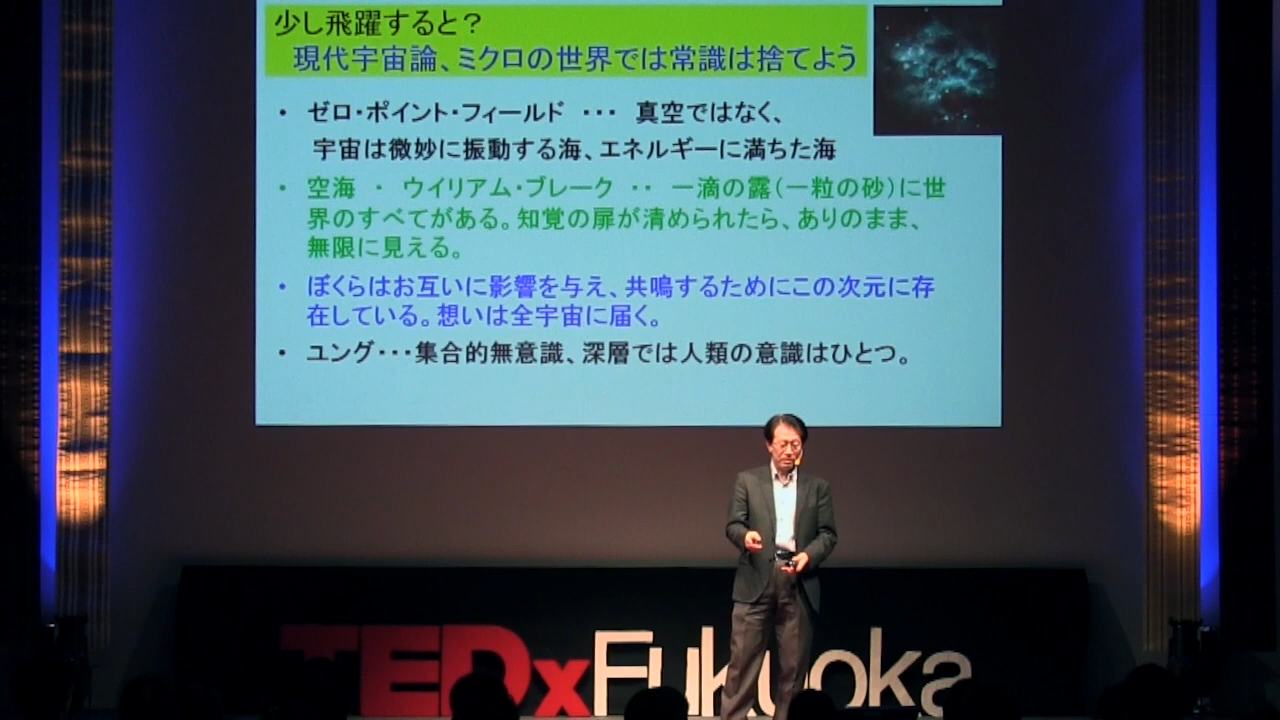 少し飛躍すると？
現代宇宙論、ミクロの世界では常識は捨てよう
・ ゼロ・ポイント・フィールド ・・・ 真空ではなく、
宇宙は微妙に振動する海、エネルギーに満ちた海
・ 空海 ・ ウイリアム・ブレーク ・・ 一滴の露（一粒の砂）に世
界のすべてがある。知覚の扉が清められたら、ありのまま、
無限に見える。
・ ぼくらはお互いに影響を与え、共鳴するためにこの次元に存
在している。想いは全宇宙に届く。
・ ユング・・・集合的無意識、深層では人類の意識はひとつ。
TEDxFukuoka